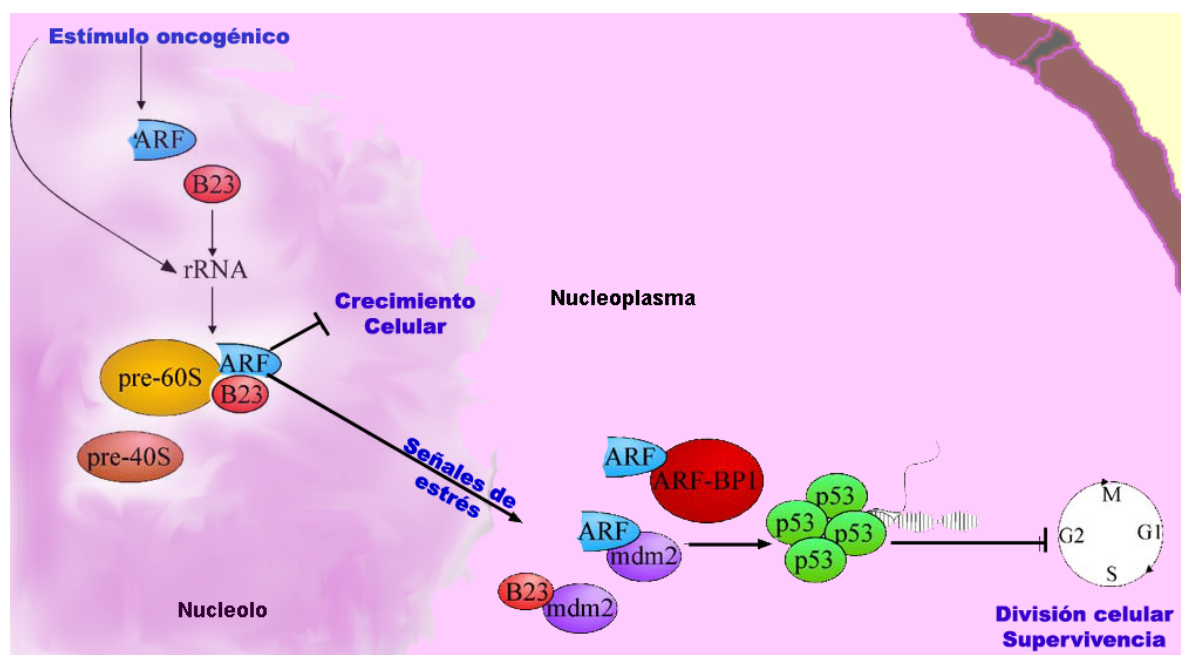 Estímulo oncogénico
ARF
B23
rRNA
Nucleoplasma
Crecimiento
Celular
ARF
pre-60S
B23
pre-40S
Señales de
estrés
ARF
ARF-BP1
ARF
mdm2
B23
mdm2
p53
p53
p53
p53
M
G2
G1
S
División celular
Supervivencia
Nucleolo